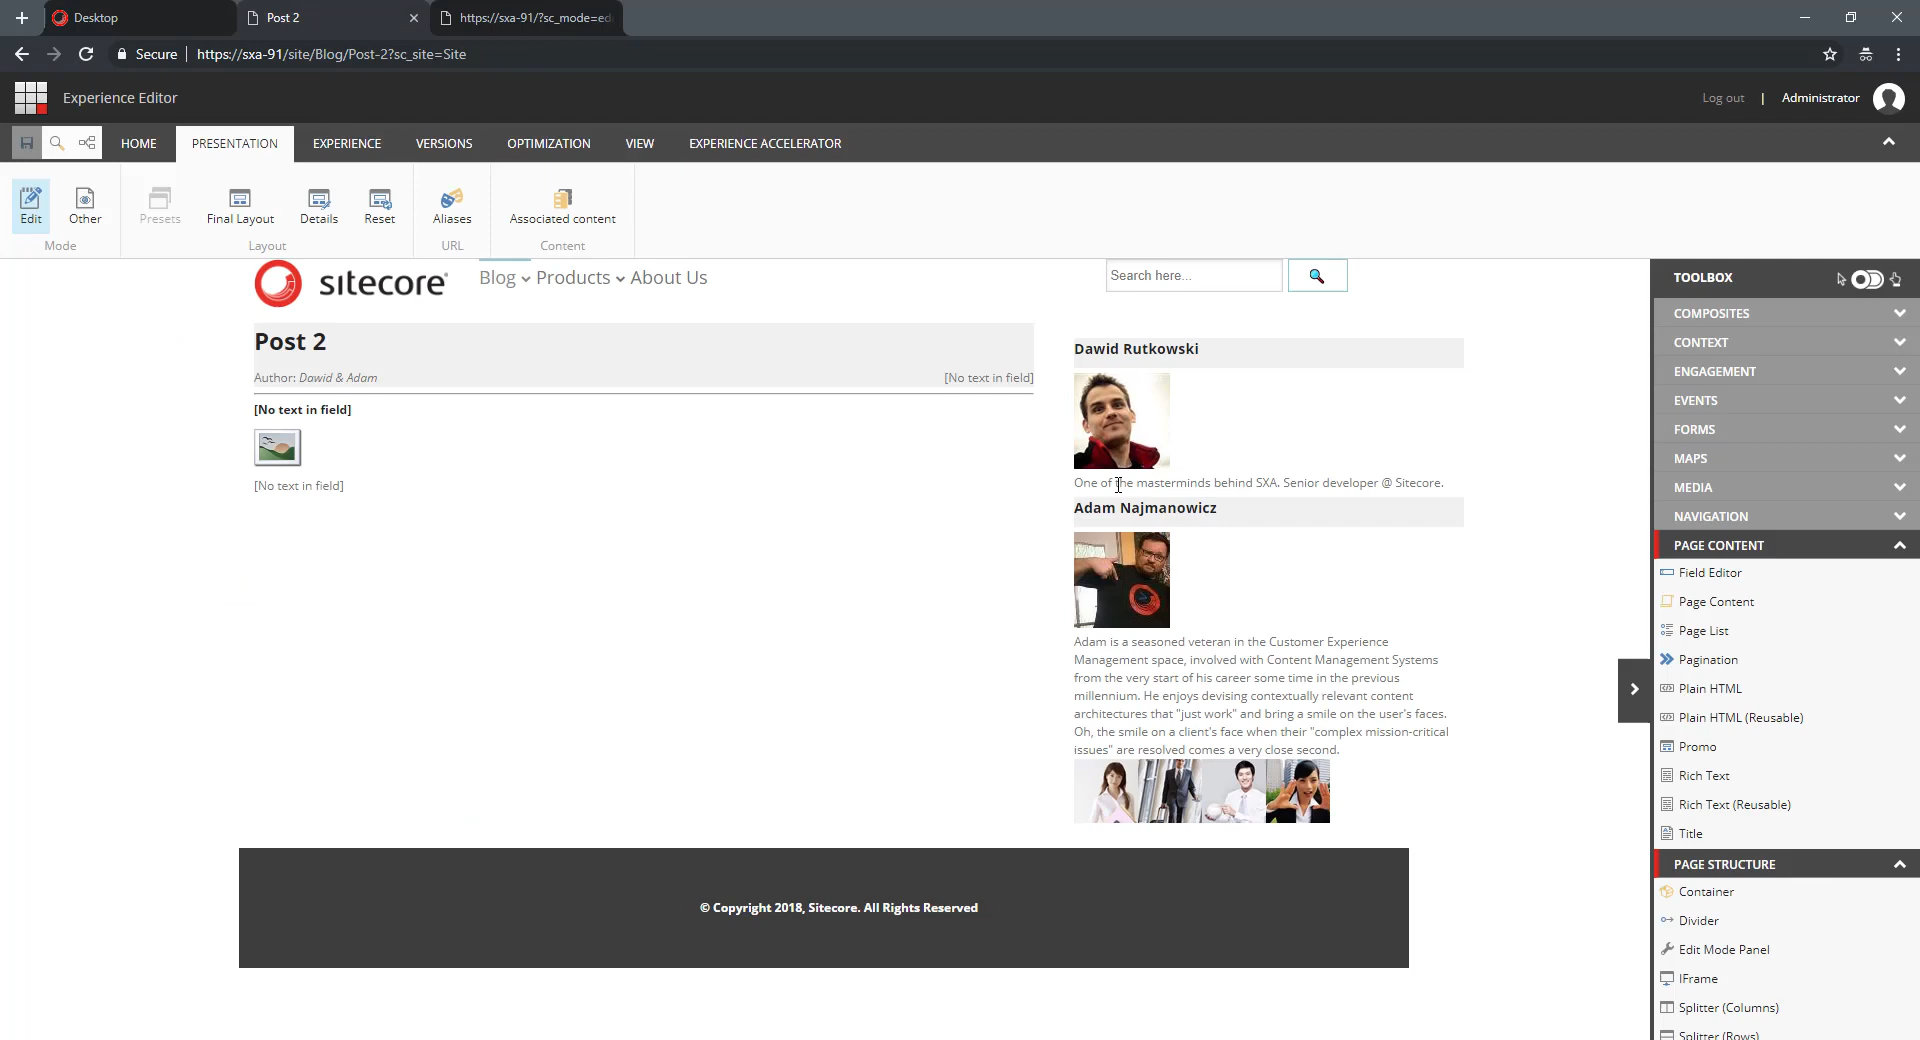 Desktop
Post 2
https://sxa-91/?sc_mode=ed
Secure
https://sxa-91/site/Blog/Post-2?sc_site=Site
Experience Editor
Log out | Administrator
HOME
PRESENTATION
EXPERIENCE
VERSIONS
OPTIMIZATION
VIEW
EXPERIENCE ACCELERATOR
Edit
Other
Presets
Final Layout
Details
Reset
Aliases
Associated content
Mode
Layout
URL
Content
sitecore
Blog
Products
About Us
Search here...
Post 2
Author: Dawid & Adam
[No text in field]
[No text in field]
[No text in field]
Dawid Rutkowski
One of the masterminds behind SXA. Senior developer @ Sitecore.
Adam Najmanowicz
Adam is a seasoned veteran in the Customer Experience
Management space, involved with Content Management Systems
from the very start of his career some time in the previous
millennium. He enjoys devising contextually relevant content
architectures that "just work" and bring a smile on the user's faces.
Oh, the smile on a client's face when their "complex mission-critical
issues" are resolved comes a very close second.
© Copyright 2018, Sitecore. All Rights Reserved
TOOLBOX
COMPOSITES
CONTEXT
ENGAGEMENT
EVENTS
FORMS
MAPS
MEDIA
NAVIGATION
PAGE CONTENT
Field Editor
Page Content
Page List
Pagination
Plain HTML
Plain HTML (Reusable)
Promo
Rich Text
Rich Text (Reusable)
Title
PAGE STRUCTURE
Container
Divider
Edit Mode Panel
IFrame
Splitter (Columns)
Splitter (Rows)